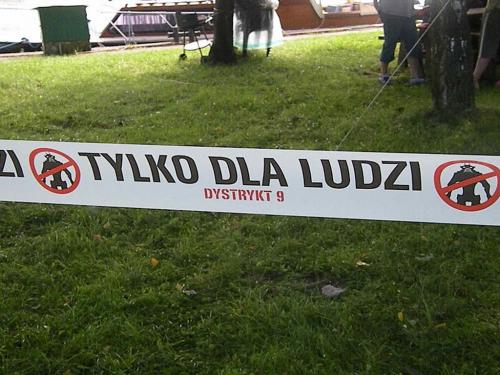 ZI TYLKO DLA LUDZI
DYSTRYKT 9